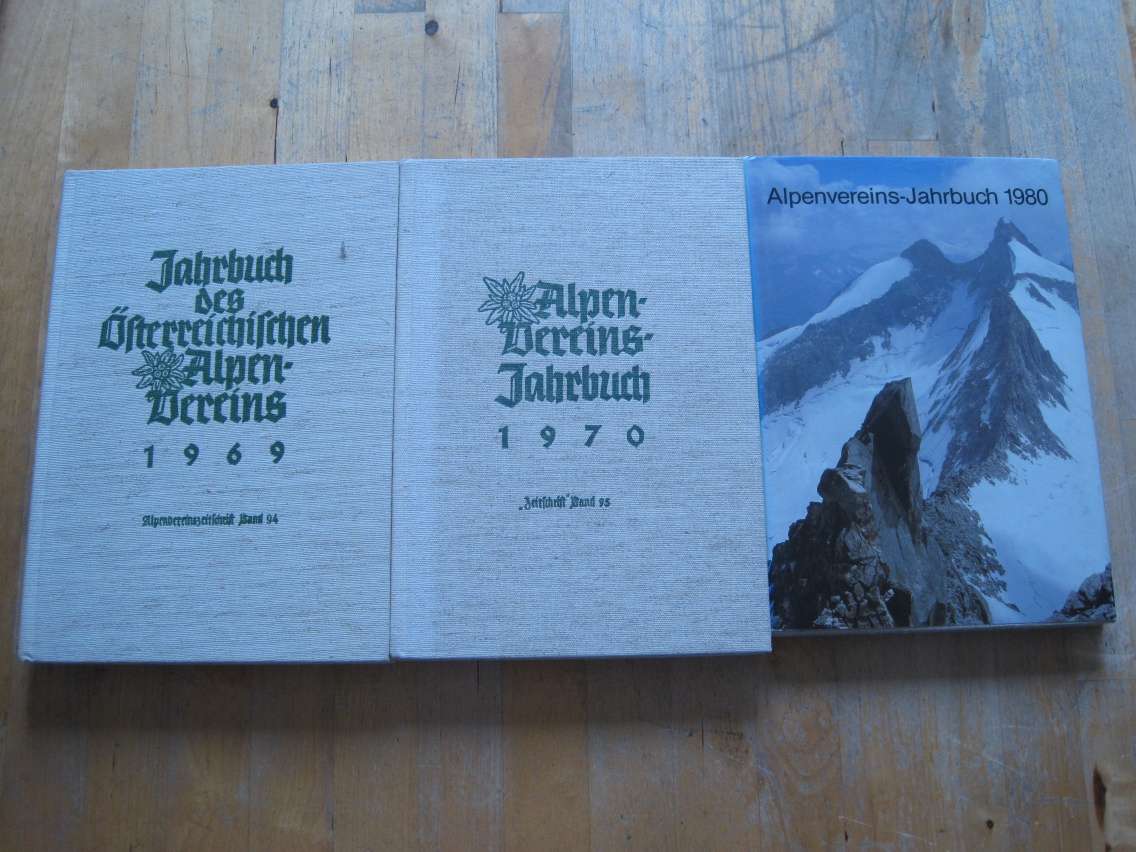 Jahrbuch
des
Österreichischen
Alpen-
Vereins
1969
Alpenvereinszeitschrift Band 94
Alpen-
Vereins-
Jahrbuch
1970
„Zeitschrift" Band 95
Alpenvereins-Jahrbuch 1980